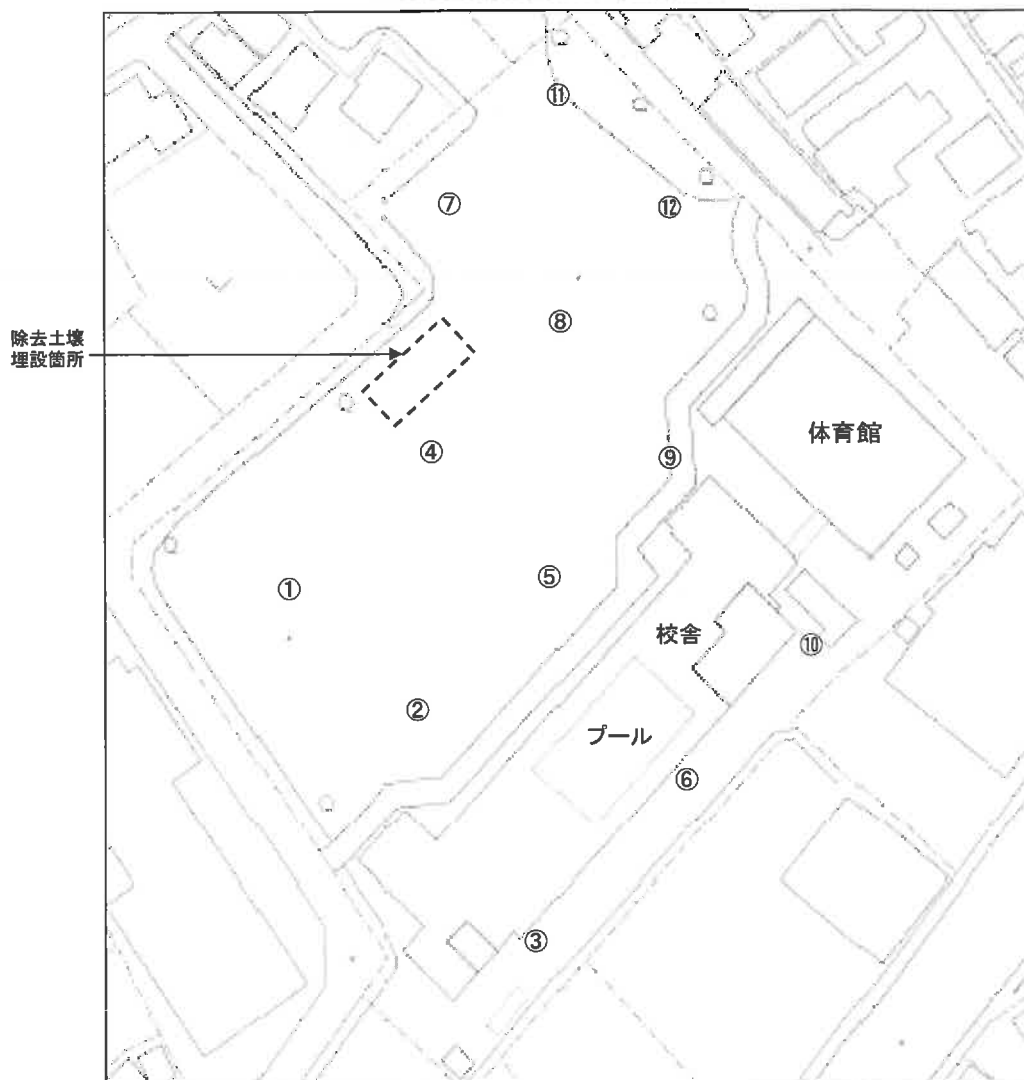 ⑪
⑦
⑫
⑧
除去土壌
埋設箇所
体育館
④
⑨
⑤
①
校舎
⑩
②
プール
⑥
③